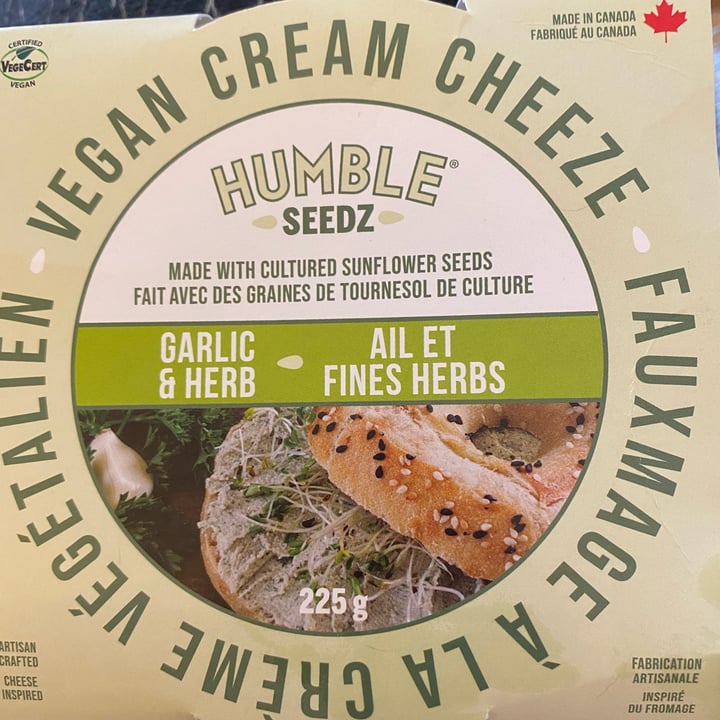 CERTIFIED
VEGECERT
VEGAN
MADE IN CANADA
FABRIQUÉ AU CANADA
VEGAN CREAM CHEEZE
FAUXMAGE À LA CRÈME VÉGÉTALIEN
HUMBLE®
SEEDZ
MADE WITH CULTURED SUNFLOWER SEEDS
FAIT AVEC DES GRAINES DE TOURNESOL DE CULTURE
GARLIC
& HERB
AIL ET
FINES HERBS
225 g
ARTISAN
CRAFTED
CHEESE
INSPIRED
FABRICATION
ARTISANALE
INSPIRÉ
DU FROMAGE